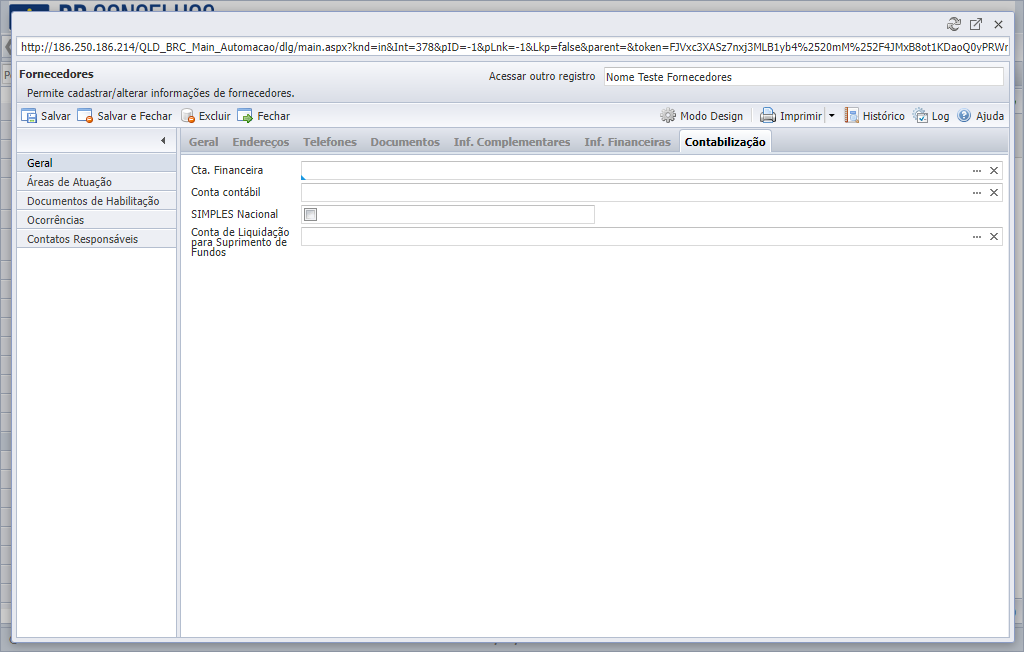 http://186.250.186.214/QLD_BRC_Main_Automacao/dlg/main.aspx?knd=in&Int=378&pID=-1&pLnk=-1&Lkp=false&parent=&token=FJVxc3XASz7nxj3MLB1yb4%2520mM%252F4JMxB8ot1KDaoQ0yPRWr
Fornecedores
Acessar outro registro Nome Teste Fornecedores
Permite cadastrar/alterar informações de fornecedores.
Salvar Salvar e Fechar Excluir Fechar Modo Design Imprimir Histórico Log Ajuda
Geral Endereços Telefones Documentos Inf. Complementares Inf. Financeiras Contabilização
Geral
Áreas de Atuação
Documentos de Habilitação
Ocorrências
Contatos Responsáveis
Cta. Financeira
Conta contábil
SIMPLES Nacional
Conta de Liquidação
para Suprimento de
Fundos